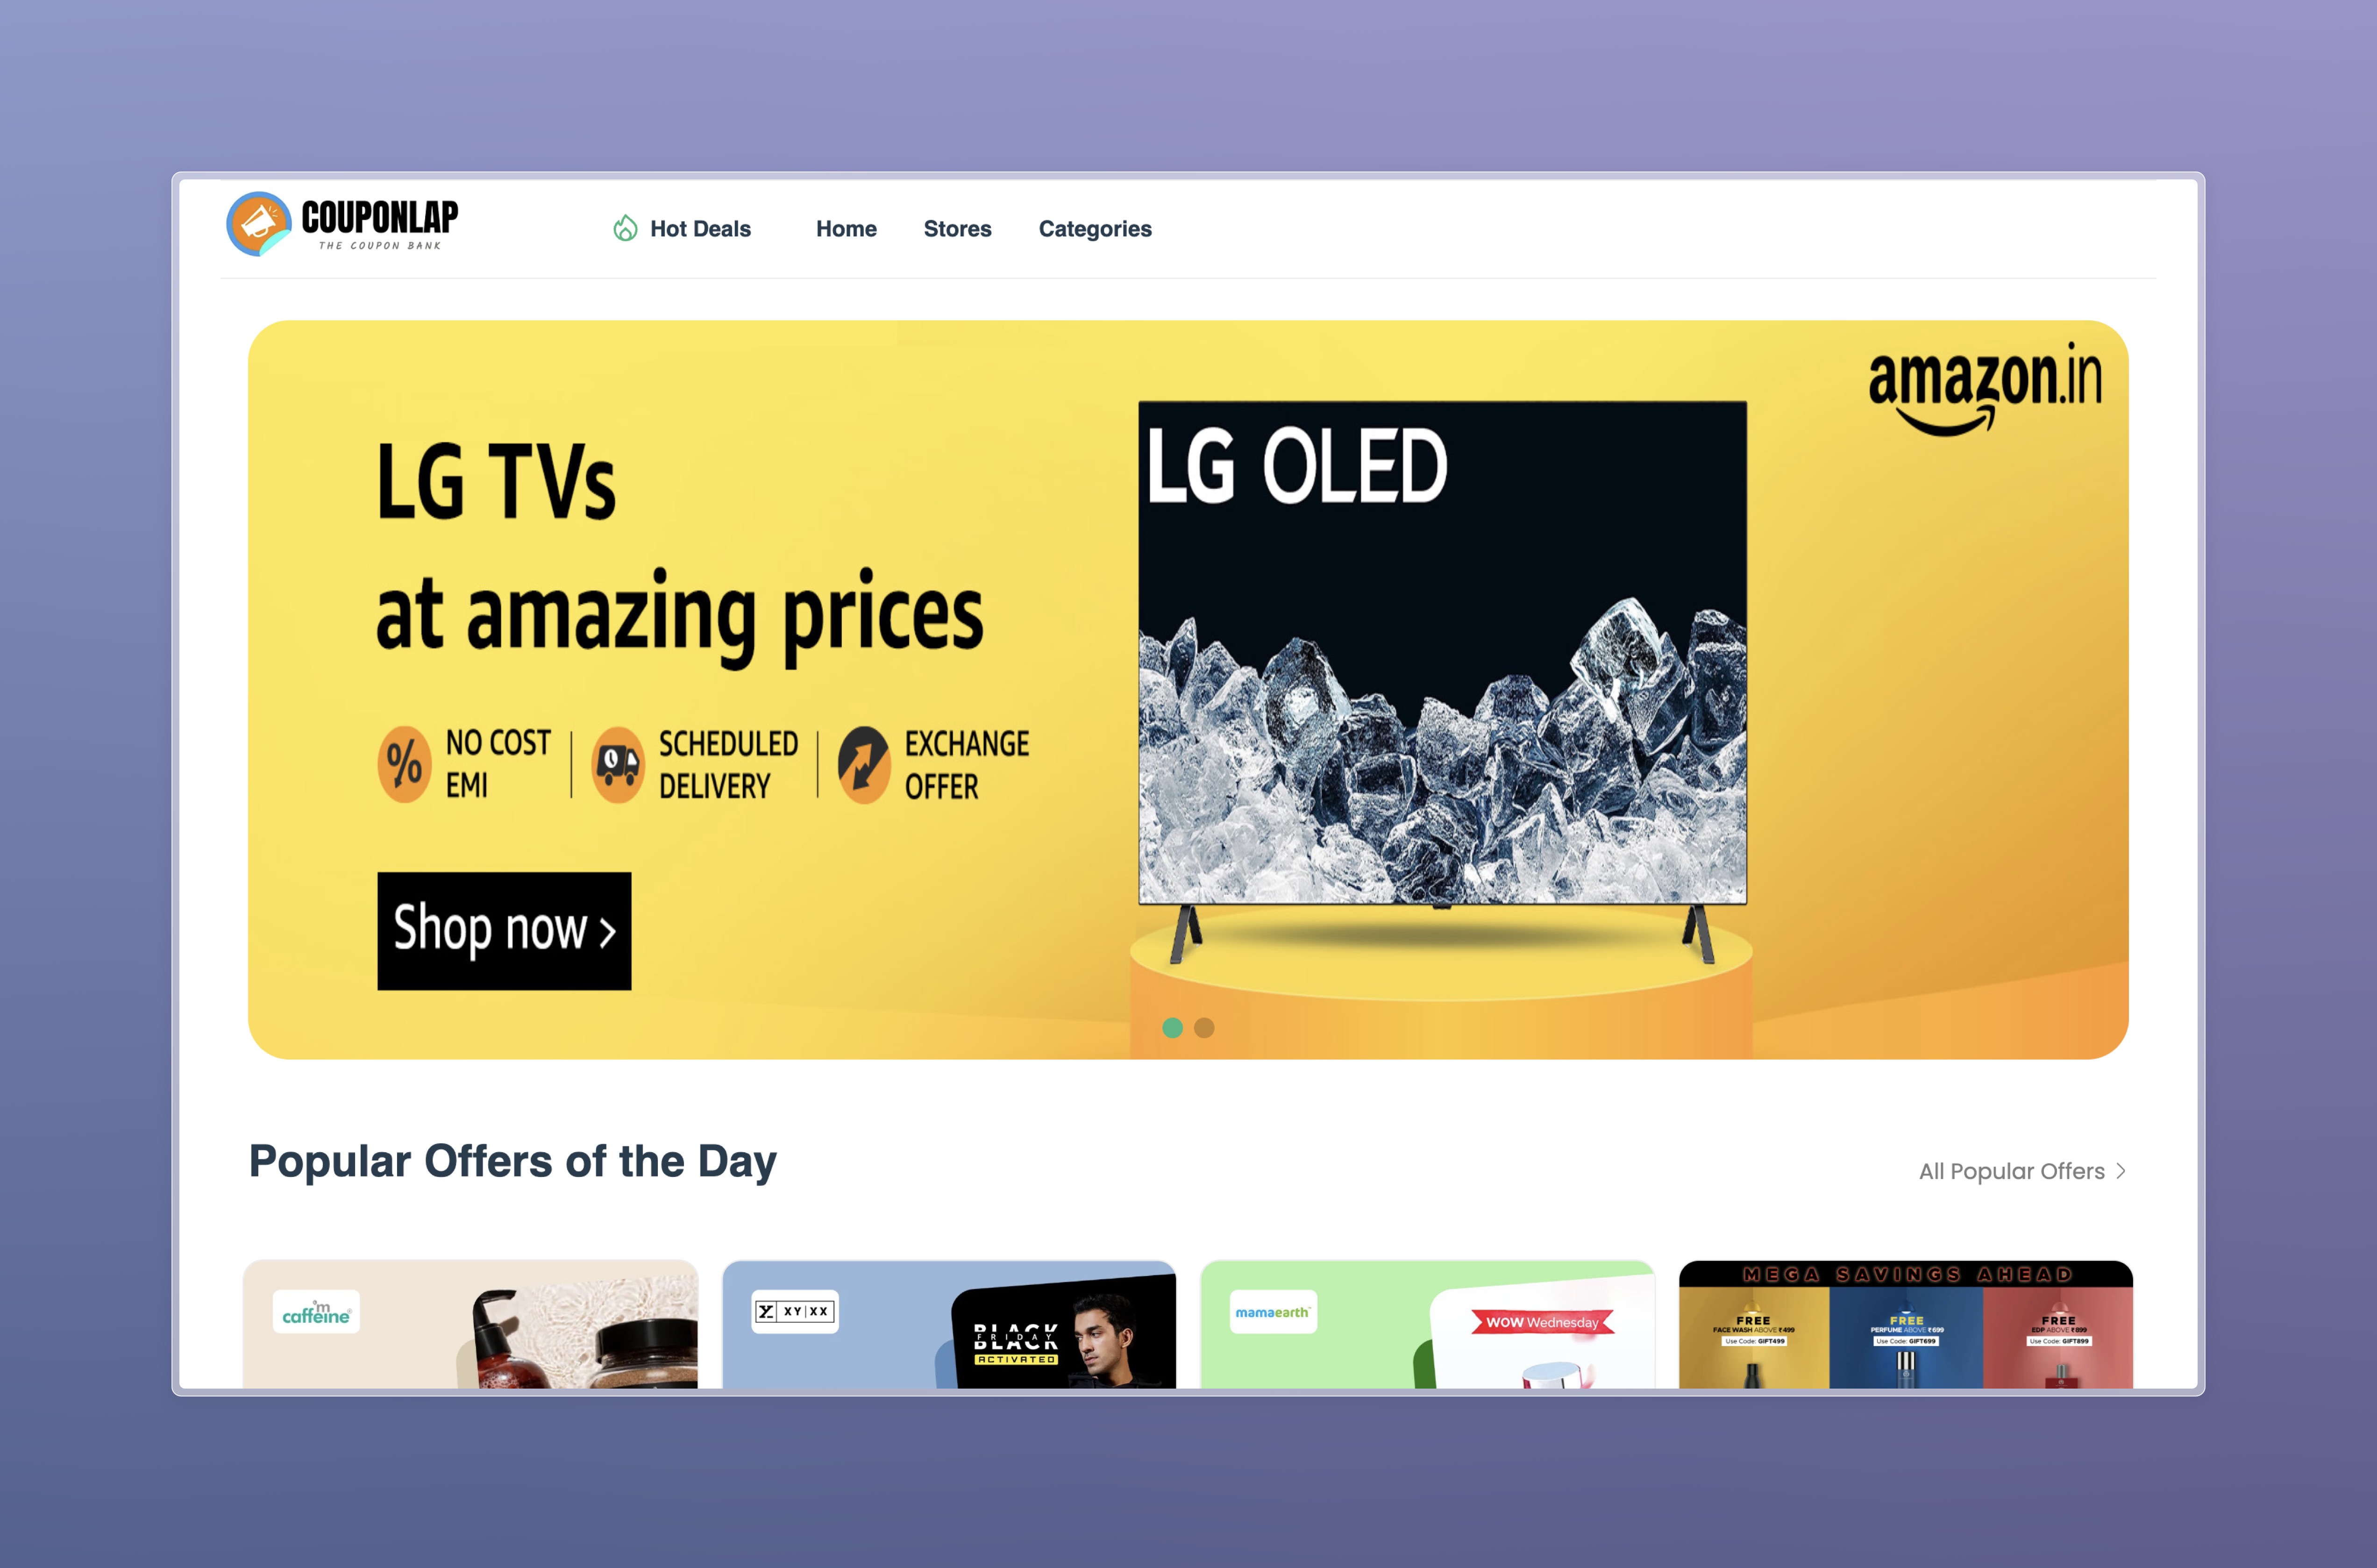 COUPONLAP
THE COUPON BANK
Hot Deals
Home
Stores
Categories
amazon.in
LG TVs
at amazing prices
NO COST
EMI
SCHEDULED
DELIVERY
EXCHANGE
OFFER
Shop now >
LG OLED
Popular Offers of the Day
All Popular Offers >
mcaffeine
XY|XX
BLACK
FRIDAY
BLACK
ACTIVATED
mamaearth
WOW Wednesday
MEGA SAVINGS AHEAD
FREE
FACE WASH ABOVE ₹499
Use Code: GIFT499
FREE
PERFUME ABOVE ₹699
Use Code: GIFT699
FREE
EDP ABOVE ₹899
Use Code: GIFT899